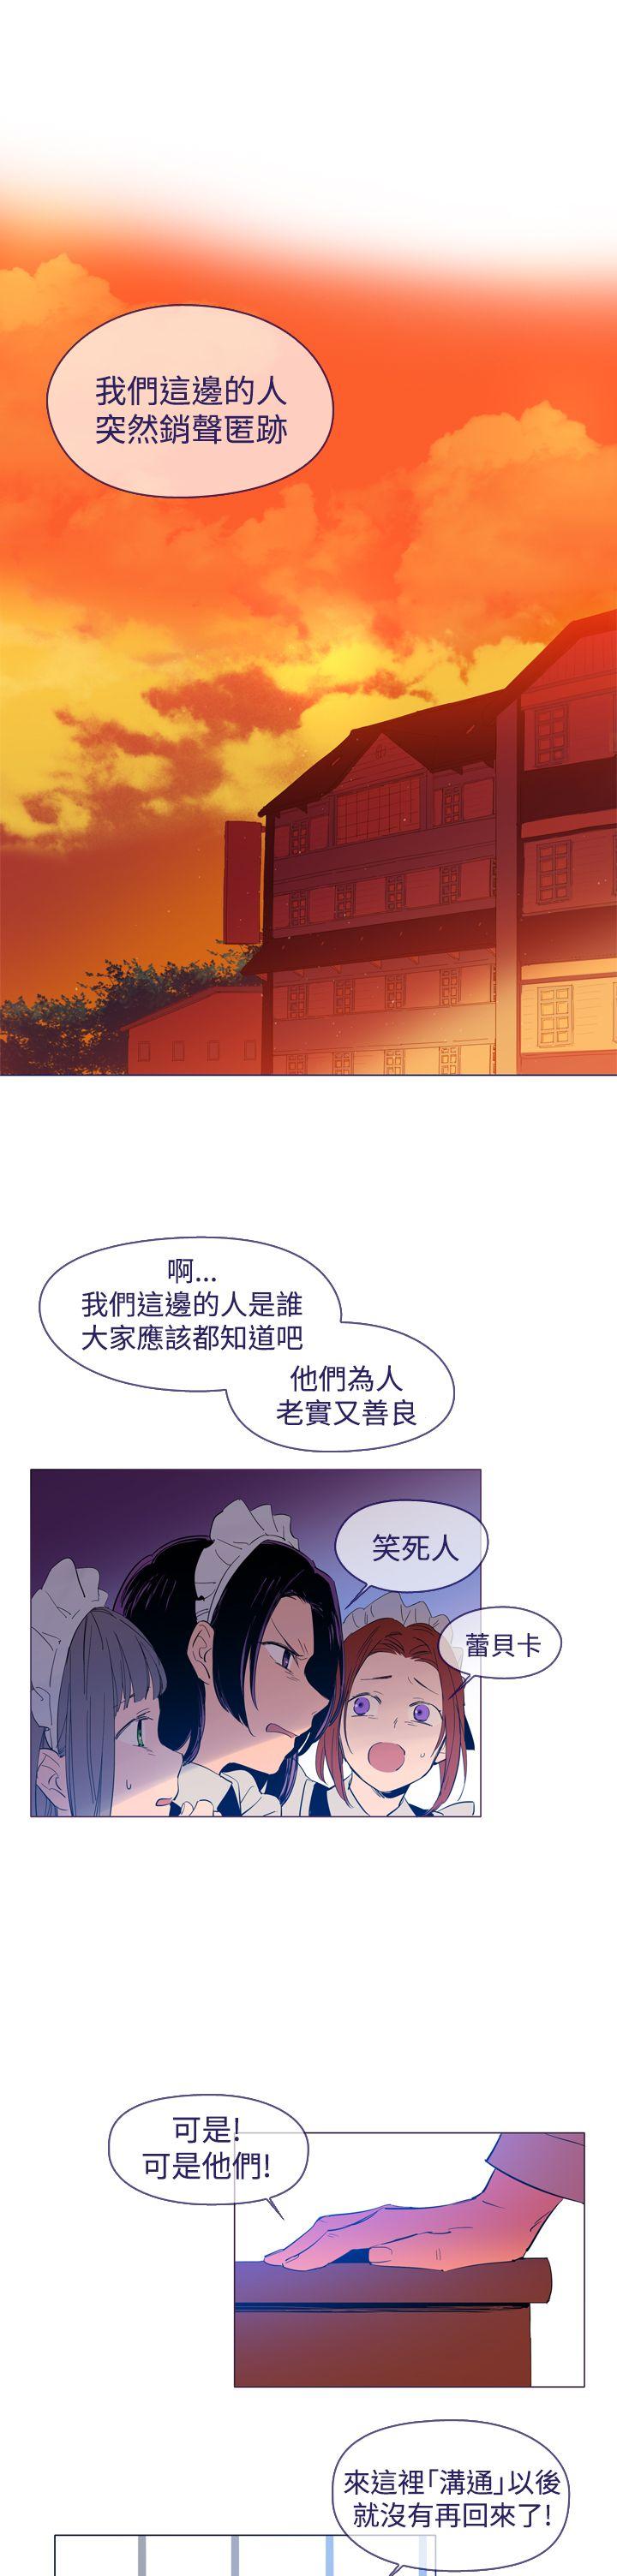 我們這邊的人
突然銷聲匿跡
啊...
我們這邊的人是誰
大家應該都知道吧
他們為人
老實又善良
笑死人
蕾貝卡
可是!
可是他們!
來這裡「溝通」以後
就沒有再回來了!